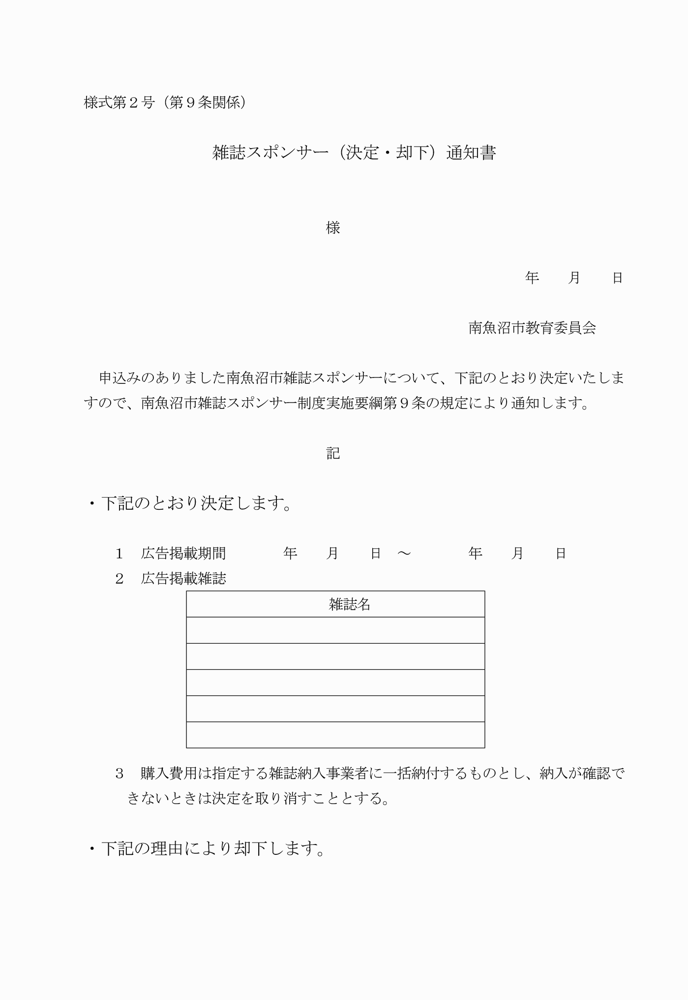 様式第２号（第９条関係）
雑誌スポンサー（決定・却下）通知書
様
年　　月　　日
南魚沼市教育委員会
申込みのありました南魚沼市雑誌スポンサーについて、下記のとおり決定いたしま
すので、南魚沼市雑誌スポンサー制度実施要綱第９条の規定により通知します。
記
・下記のとおり決定します。
１　広告掲載期間　　　　年　　月　　日　～　　　　年　　月　　日
２　広告掲載雑誌
雑誌名
３　購入費用は指定する雑誌納入事業者に一括納付するものとし、納入が確認で
きないときは決定を取り消すこととする。
・下記の理由により却下します。